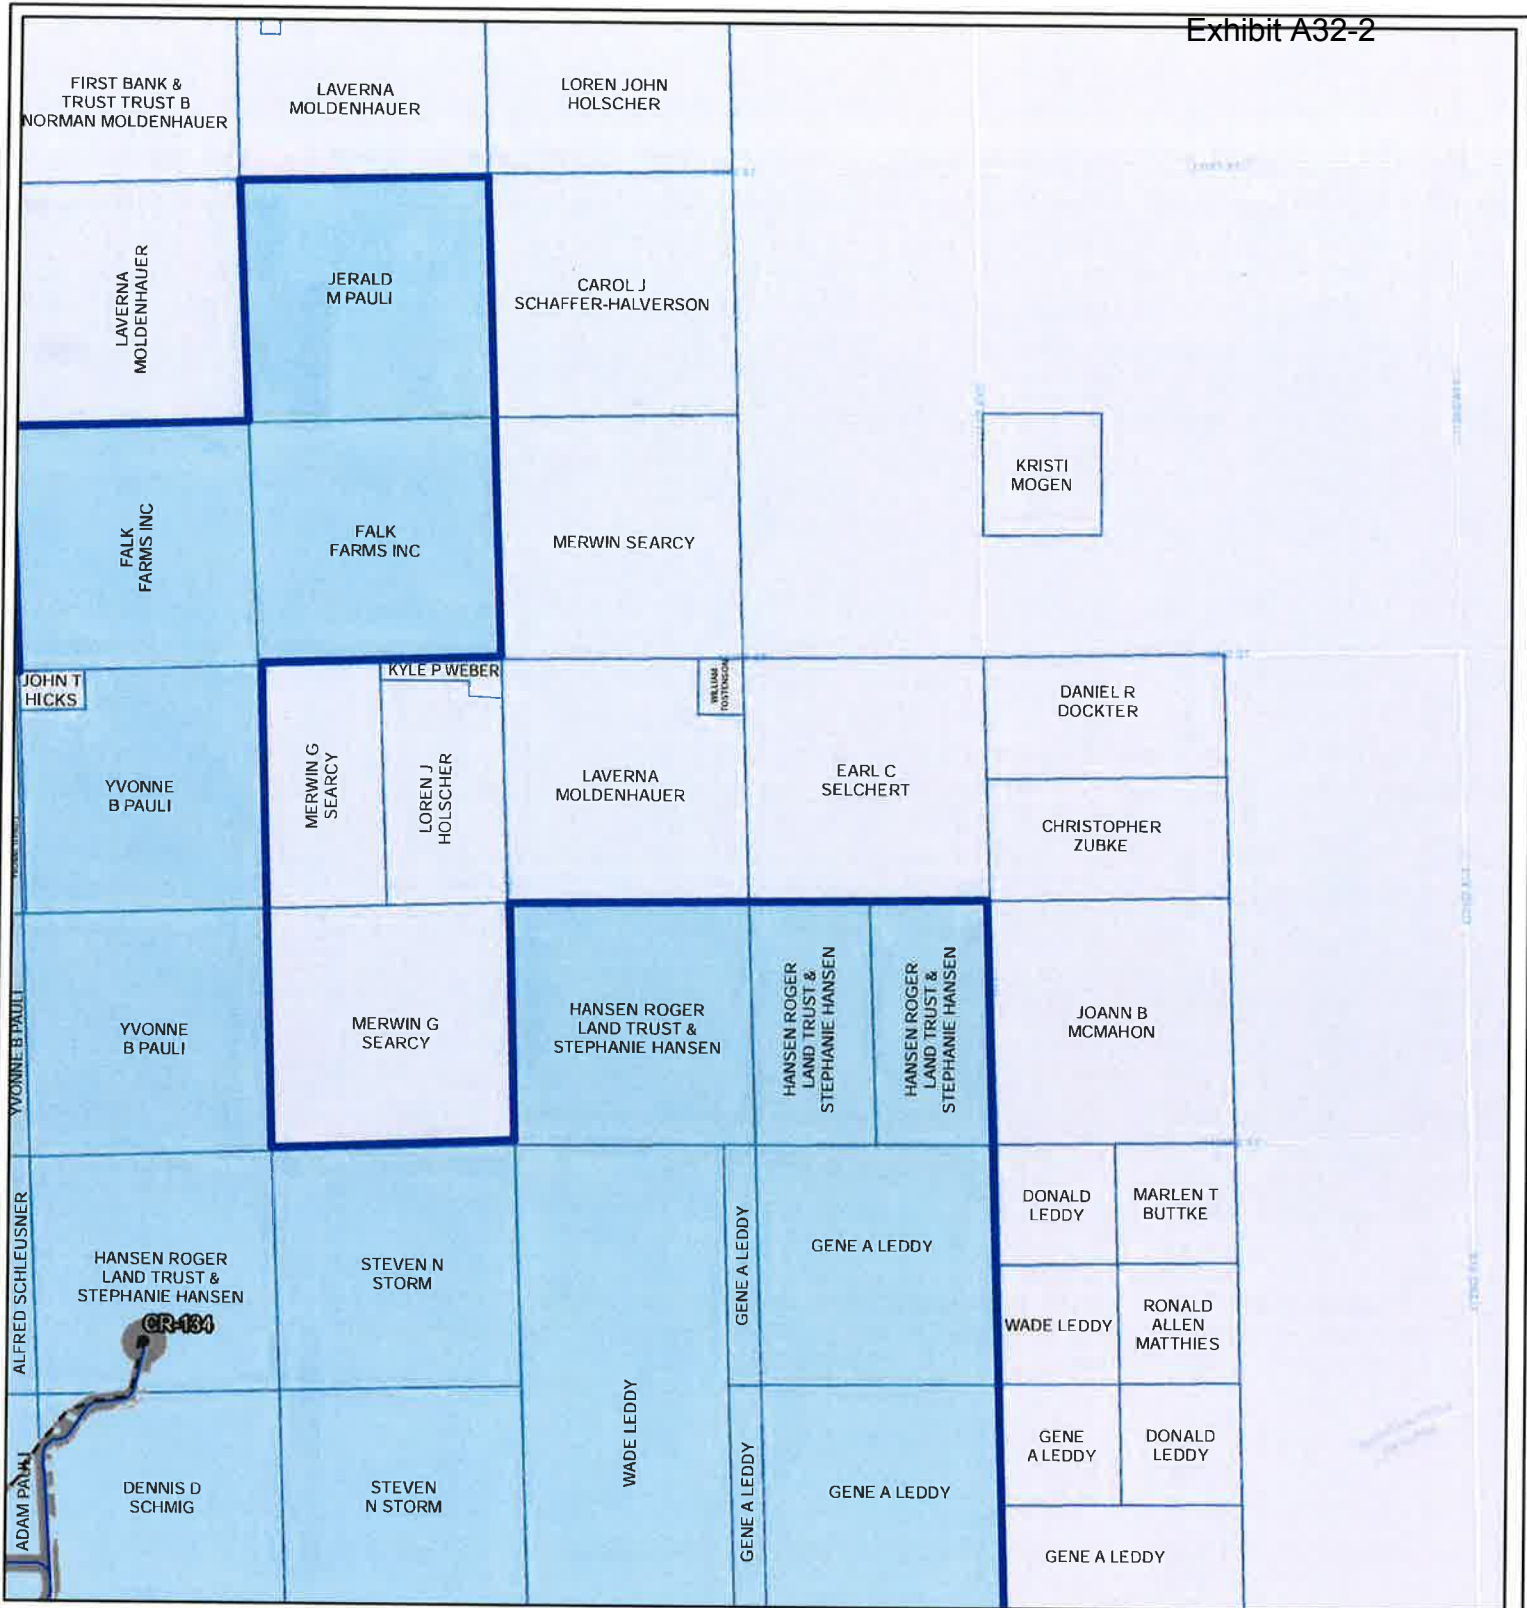 Exhibit A32-2
FIRST BANK &
TRUST TRUST B
NORMAN MOLDENHAUER
LAVERNA
MOLDENHAUER
LOREN JOHN
HOLSCHER
LAVERNA
MOLDENHAUER
JERALD
M PAULI
CAROL J
SCHAFFER-HALVERSON
FALK
FARMS INC
FALK
FARMS INC
MERWIN SEARCY
KRISTI
MOGEN
JOHN T
HICKS
KYLE P WEBER
WILLIAM
TOSTENSON
DANIEL R
DOCKTER
YVONNE
B PAULI
MERWIN G
SEARCY
LOREN J
HOLSCHER
LAVERNA
MOLDENHAUER
EARL C
SELCHERT
CHRISTOPHER
ZUBKE
YVONNE B PAULI
YVONNE
B PAULI
MERWIN G
SEARCY
HANSEN ROGER
LAND TRUST &
STEPHANIE HANSEN
HANSEN ROGER
LAND TRUST &
STEPHANIE HANSEN
HANSEN ROGER
LAND TRUST &
STEPHANIE HANSEN
JOANN B
MCMAHON
ALFRED SCHLEUSNER
HANSEN ROGER
LAND TRUST &
STEPHANIE HANSEN
CR-134
STEVEN N
STORM
GENE A LEDDY
GENE A LEDDY
DONALD
LEDDY
MARLEN T
BUTTKE
WADE LEDDY
RONALD
ALLEN
MATTHIES
ADAM PAULI
DENNIS D
SCHMIG
STEVEN
N STORM
WADE LEDDY
GENE A LEDDY
GENE A LEDDY
GENE
A LEDDY
DONALD
LEDDY
GENE A LEDDY